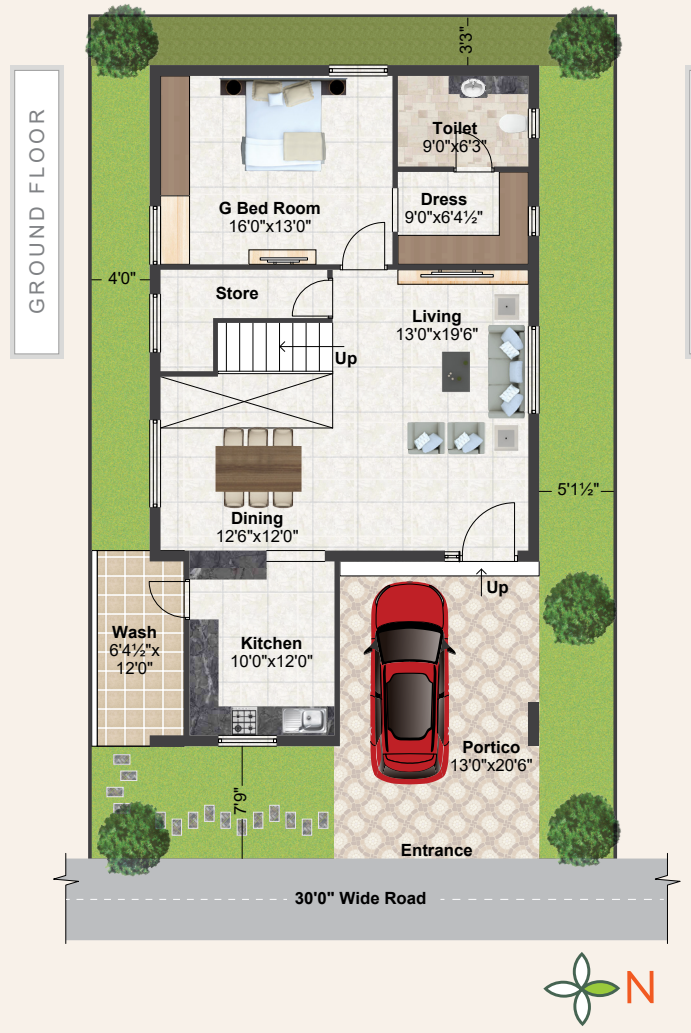 GROUND FLOOR
3'3"
Toilet
9'0"x6'3"
G Bed Room
16'0"x13'0"
Dress
9'0"x6'4½"
4'0"
Store
Living
13'0"x19'6"
Up
5'1½"
Dining
12'6"x12'0"
Up
Wash
6'4½"x
12'0"
Kitchen
10'0"x12'0"
Portico
13'0"x20'6"
7'9"
Entrance
30'0" Wide Road
N